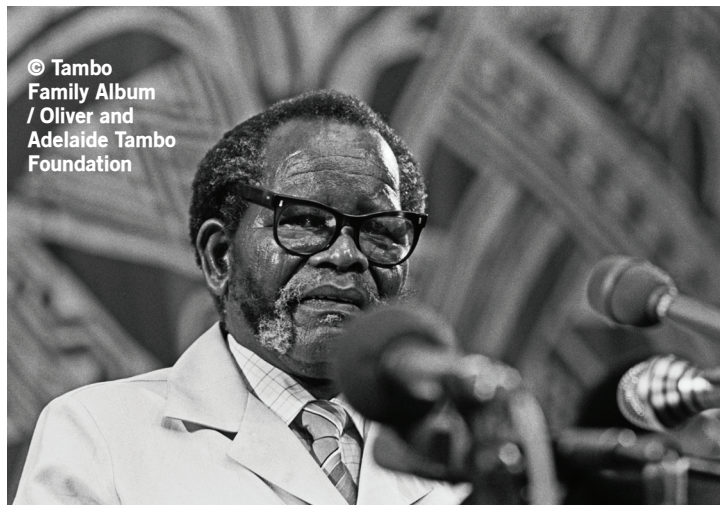 © Tambo
Family Album
/ Oliver and
Adelaide Tambo
Foundation